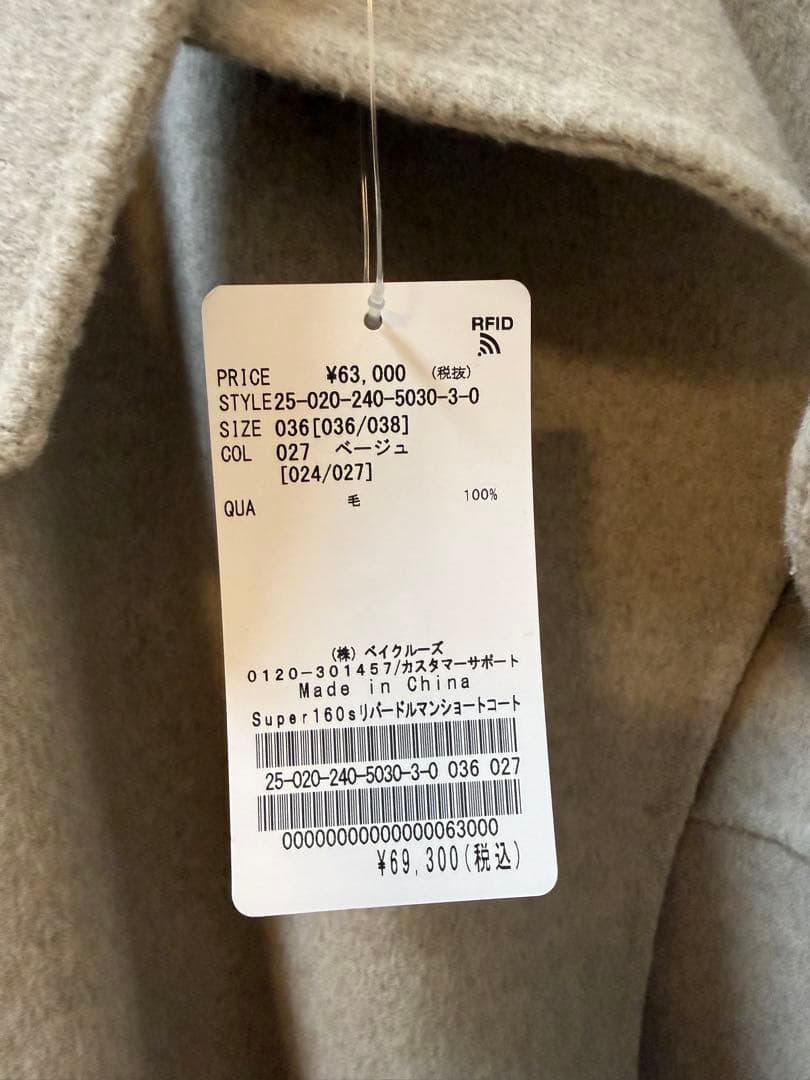 RFID
PRICE ¥63,000 (税抜)
STYLE25-020-240-5030-3-0
SIZE 036[036/038]
COL 027 ベージュ
[024/027]
QUA 毛 100%
(株) ベイクルーズ
0120-301457/カスタマーサポート
Made in China
Super160sリバードルマンショートコート
25-020-240-5030-3-0 036 027
00000000000000063000
¥69,300(税込)